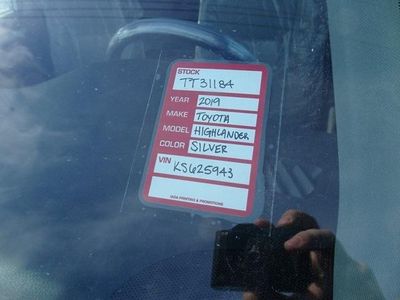 STOCK
TT31184
YEAR 2019
MAKE TOYOTA
MODEL HIGHLANDER
COLOR SILVER
VIN KS625943